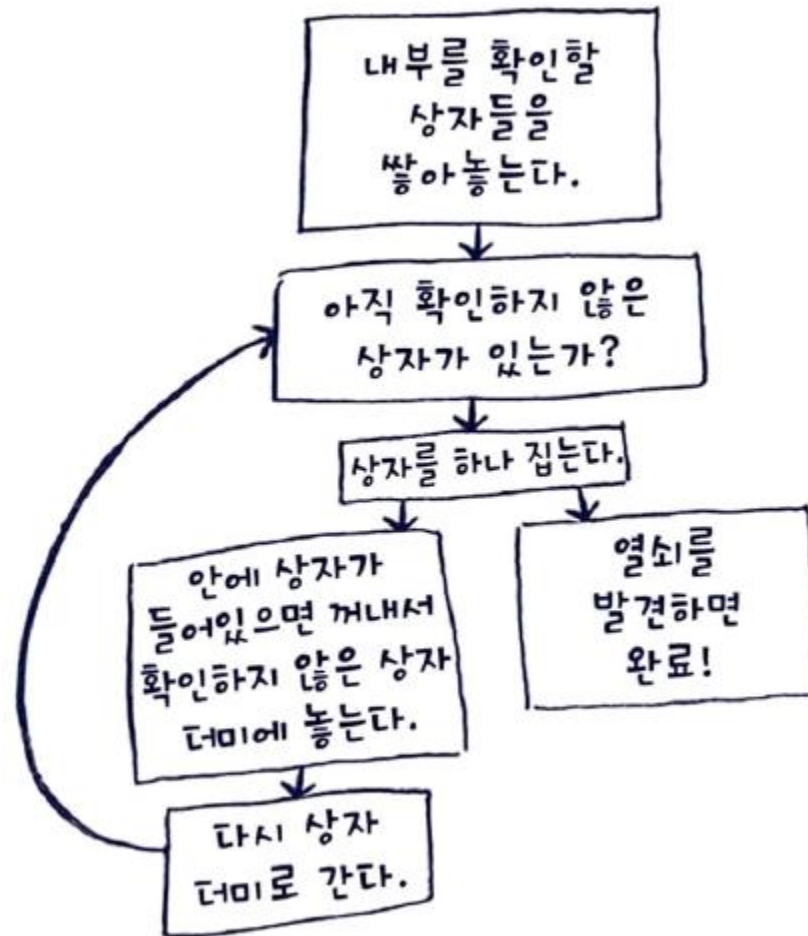 내부를 확인할
상자들을
쌓아놓는다.
아직 확인하지 않은
상자가 있는가?
상자를 하나 집는다.
안에 상자가
들어있으면 꺼내서
확인하지 않은 상자
더미에 놓는다.
열쇠를
발견하면
완료!
다시 상자
더미로 간다.